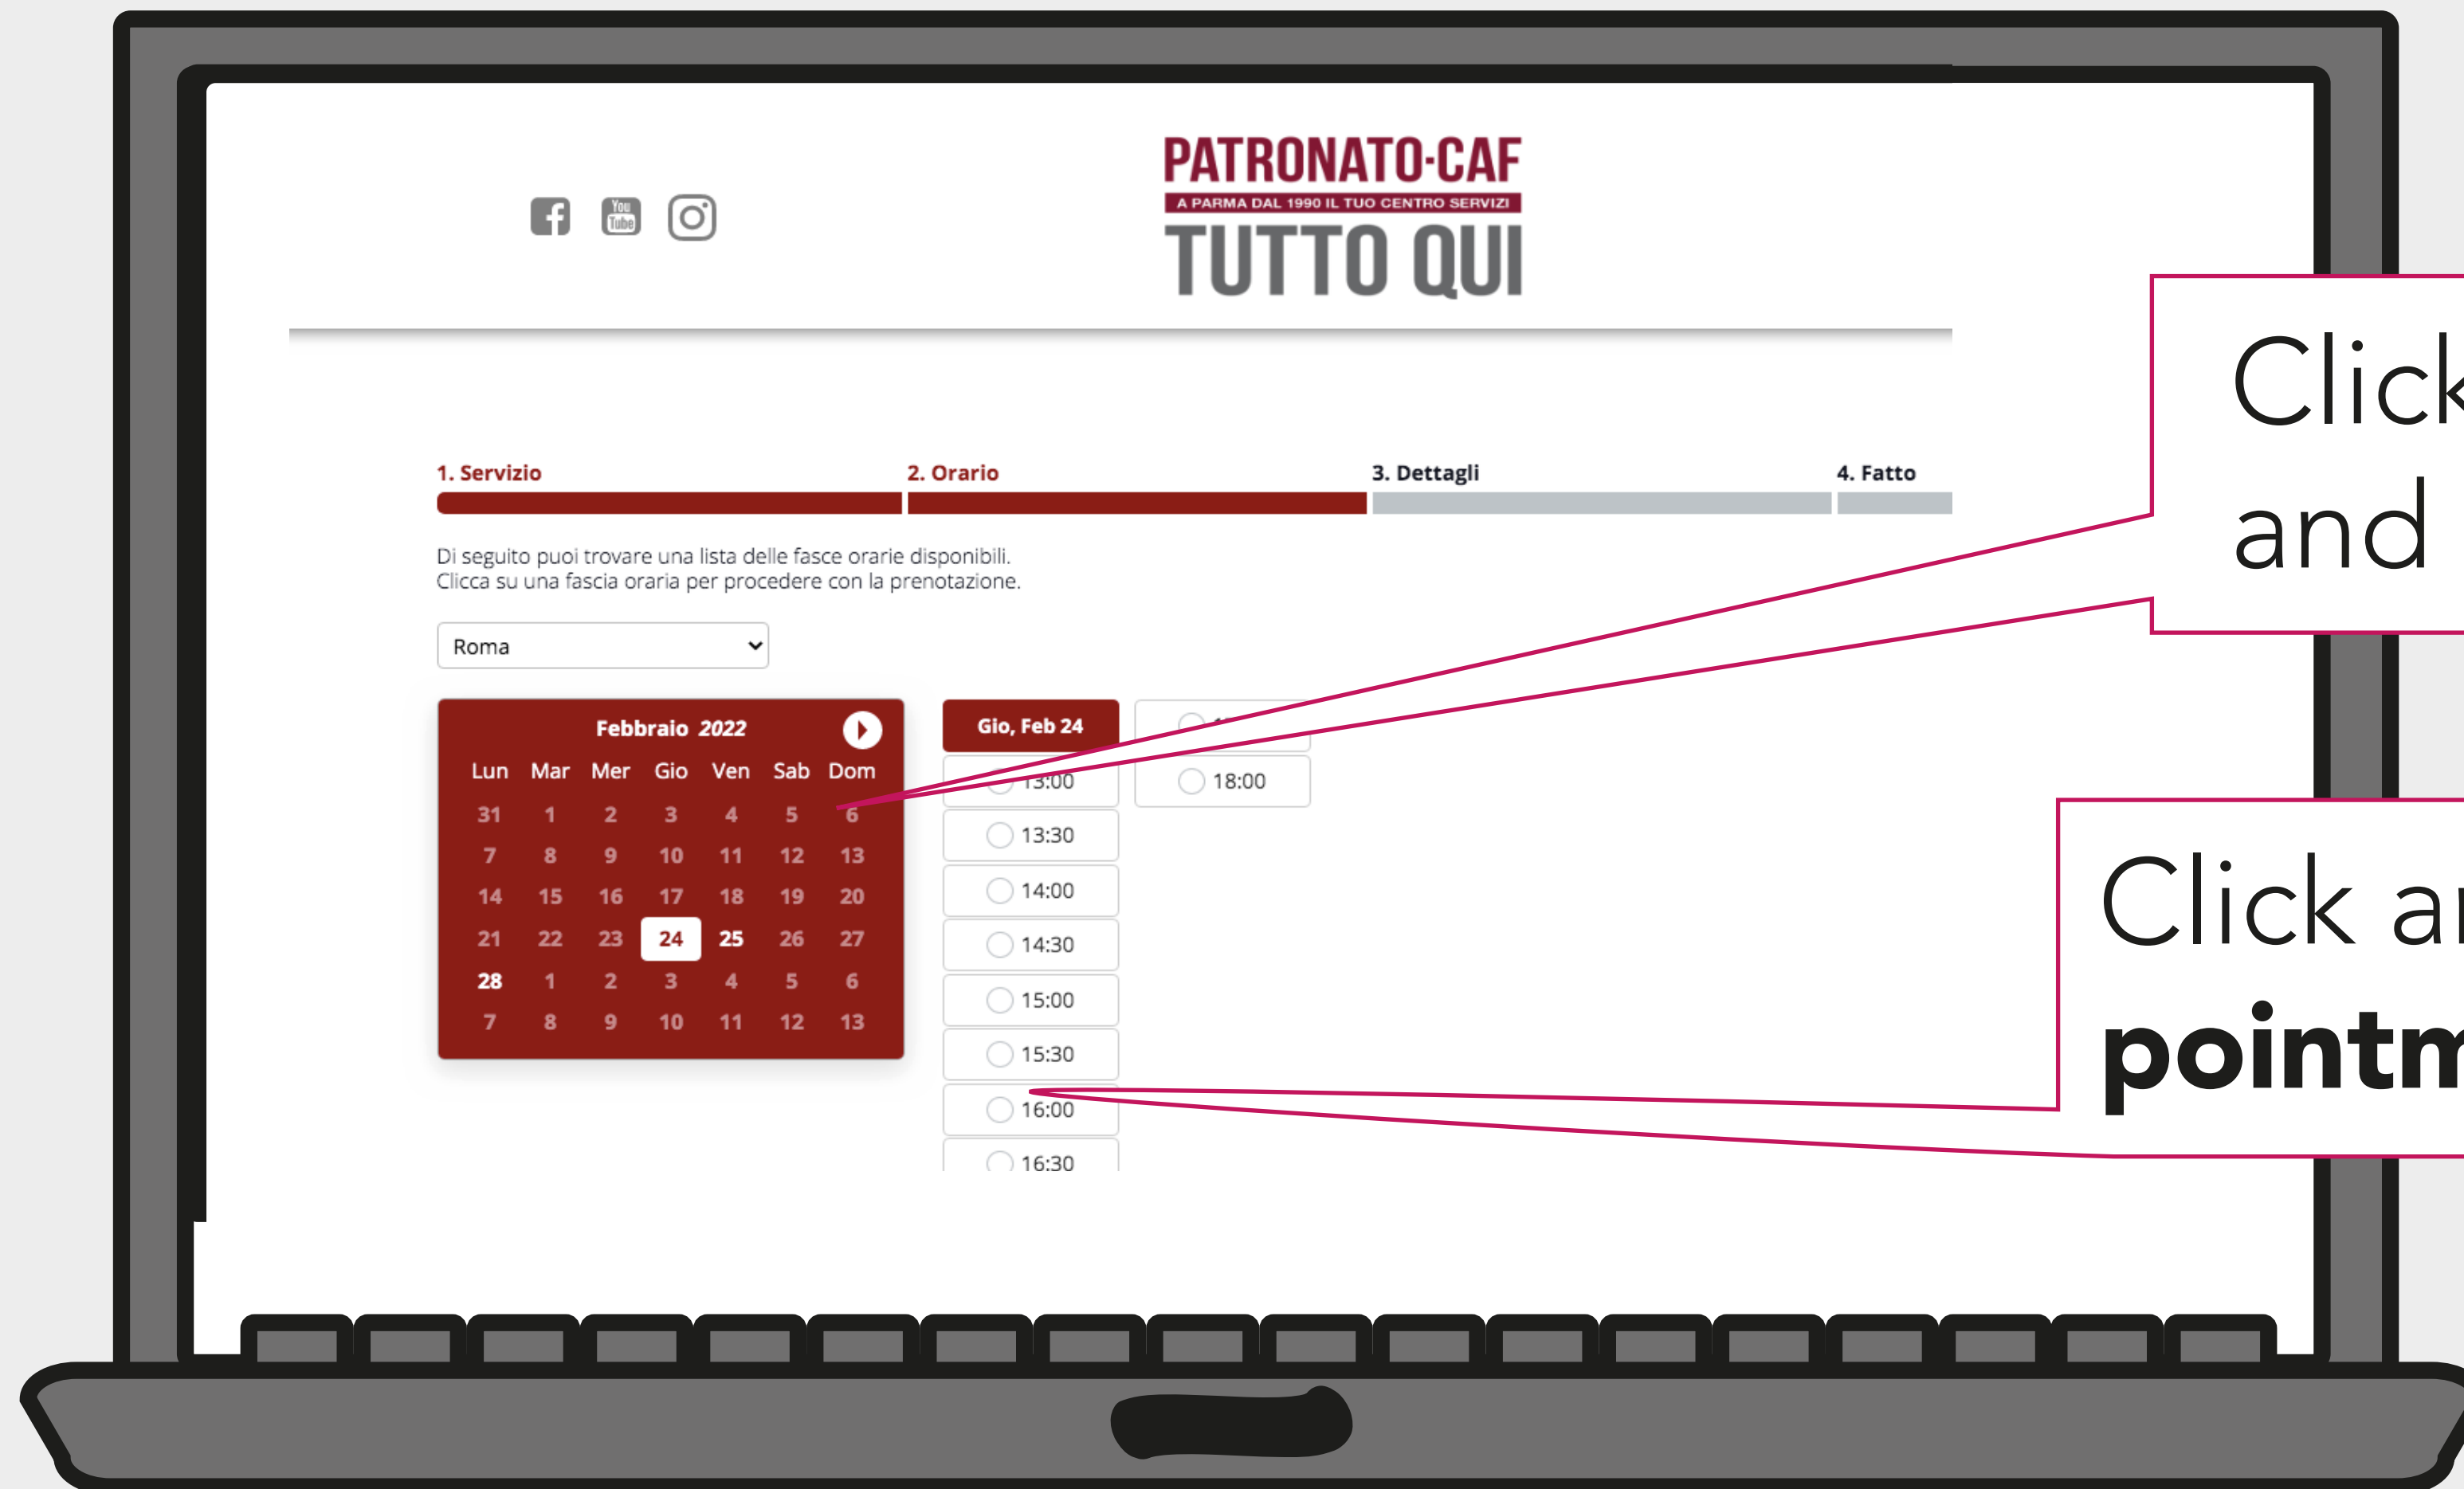 PATRONATO·CAF
A PARMA DAL 1990 IL TUO CENTRO SERVIZI
TUTTO QUI
You
Tube
1. Servizio 2. Orario 3. Dettagli 4. Fatto
Di seguito puoi trovare una lista delle fasce orarie disponibili.
Clicca su una fascia oraria per procedere con la prenotazione.
Roma
Febbraio 2022
Lun Mar Mer Gio Ven Sab Dom
31 1 2 3 4 5 6
7 8 9 10 11 12 13
14 15 16 17 18 19 20
21 22 23 24 25 26 27
28 1 2 3 4 5 6
7 8 9 10 11 12 13
Gio, Feb 24
13:00
13:30
14:00
14:30
15:00
15:30
16:00
16:30
18:00
Click
and
Click